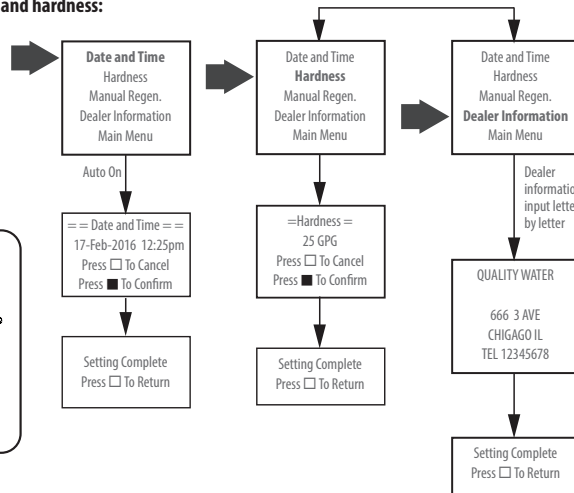 and hardness:
Date and Time
Hardness
Manual Regen.
Dealer Information
Main Menu
Auto On
= = Date and Time = =
17-Feb-2016 12:25pm
Press □ To Cancel
Press ■ To Confirm
Setting Complete
Press □ To Return
Date and Time
Hardness
Manual Regen.
Dealer Information
Main Menu
=Hardness =
25 GPG
Press □ To Cancel
Press ■ To Confirm
Setting Complete
Press □ To Return
Date and Time
Hardness
Manual Regen.
Dealer Information
Main Menu
Dealer
input
by letter
QUALITY WATER
666 3 AVE
CHIGAGO IL
TEL 12345678
Setting Complete
Press □ To Return